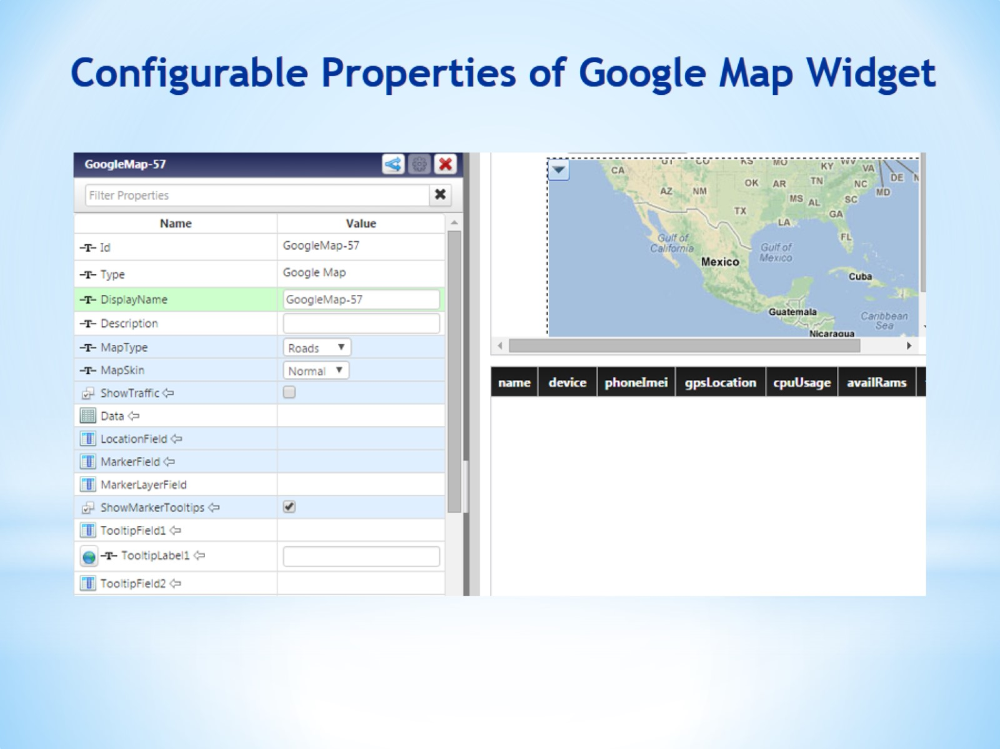 Configurable Properties of Google Map Widget
GoogleMap-57
Filter Properties
Name Value
Id GoogleMap-57
Type Google Map
DisplayName GoogleMap-57
Description
MapType Roads
MapSkin Normal
ShowTraffic
Data
LocationField
MarkerField
MarkerLayerField
ShowMarkerTooltips
TooltipField1
TooltipLabel1
TooltipField2
UT CO KS MO KY WV VA
CA DE
AZ NM OK AR TN NC MD
MS AL SC
TX GA
LA
FL
Gulf of
California
Gulf of
Mexico
Mexico
Cuba
Guatemala
Caribbean
Sea
Nicaragua
name device phoneImei gpsLocation cpuUsage availRams